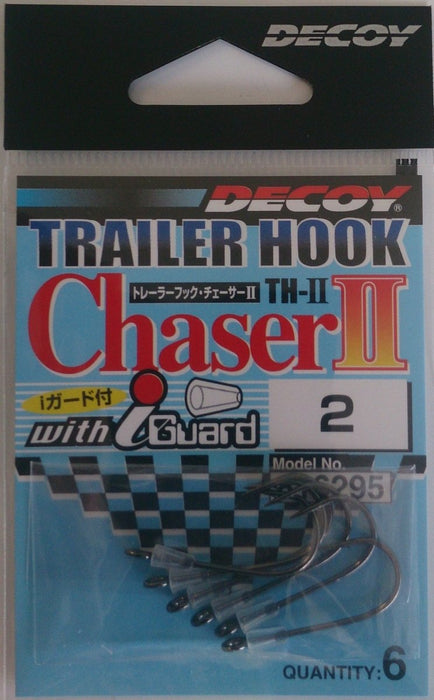 DECOY
DECOY®
TRAILER HOOK
トレーラーフック・チェーサーII TH-II
Chaser II
iガード付
with iGuard
2
Model No.
6295
QUANTITY:6